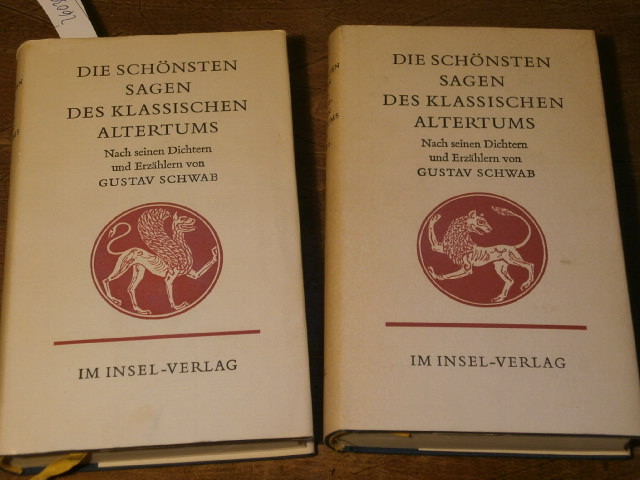 DIE SCHÖNSTEN
SAGEN
DES KLASSISCHEN
ALTERTUMS
Nach seinen Dichtern
und Erzählern von
GUSTAV SCHWAB
IM INSEL-VERLAG
DIE SCHÖNSTEN
SAGEN
DES KLASSISCHEN
ALTERTUMS
Nach seinen Dichtern
und Erzählern von
GUSTAV SCHWAB
IM INSEL-VERLAG